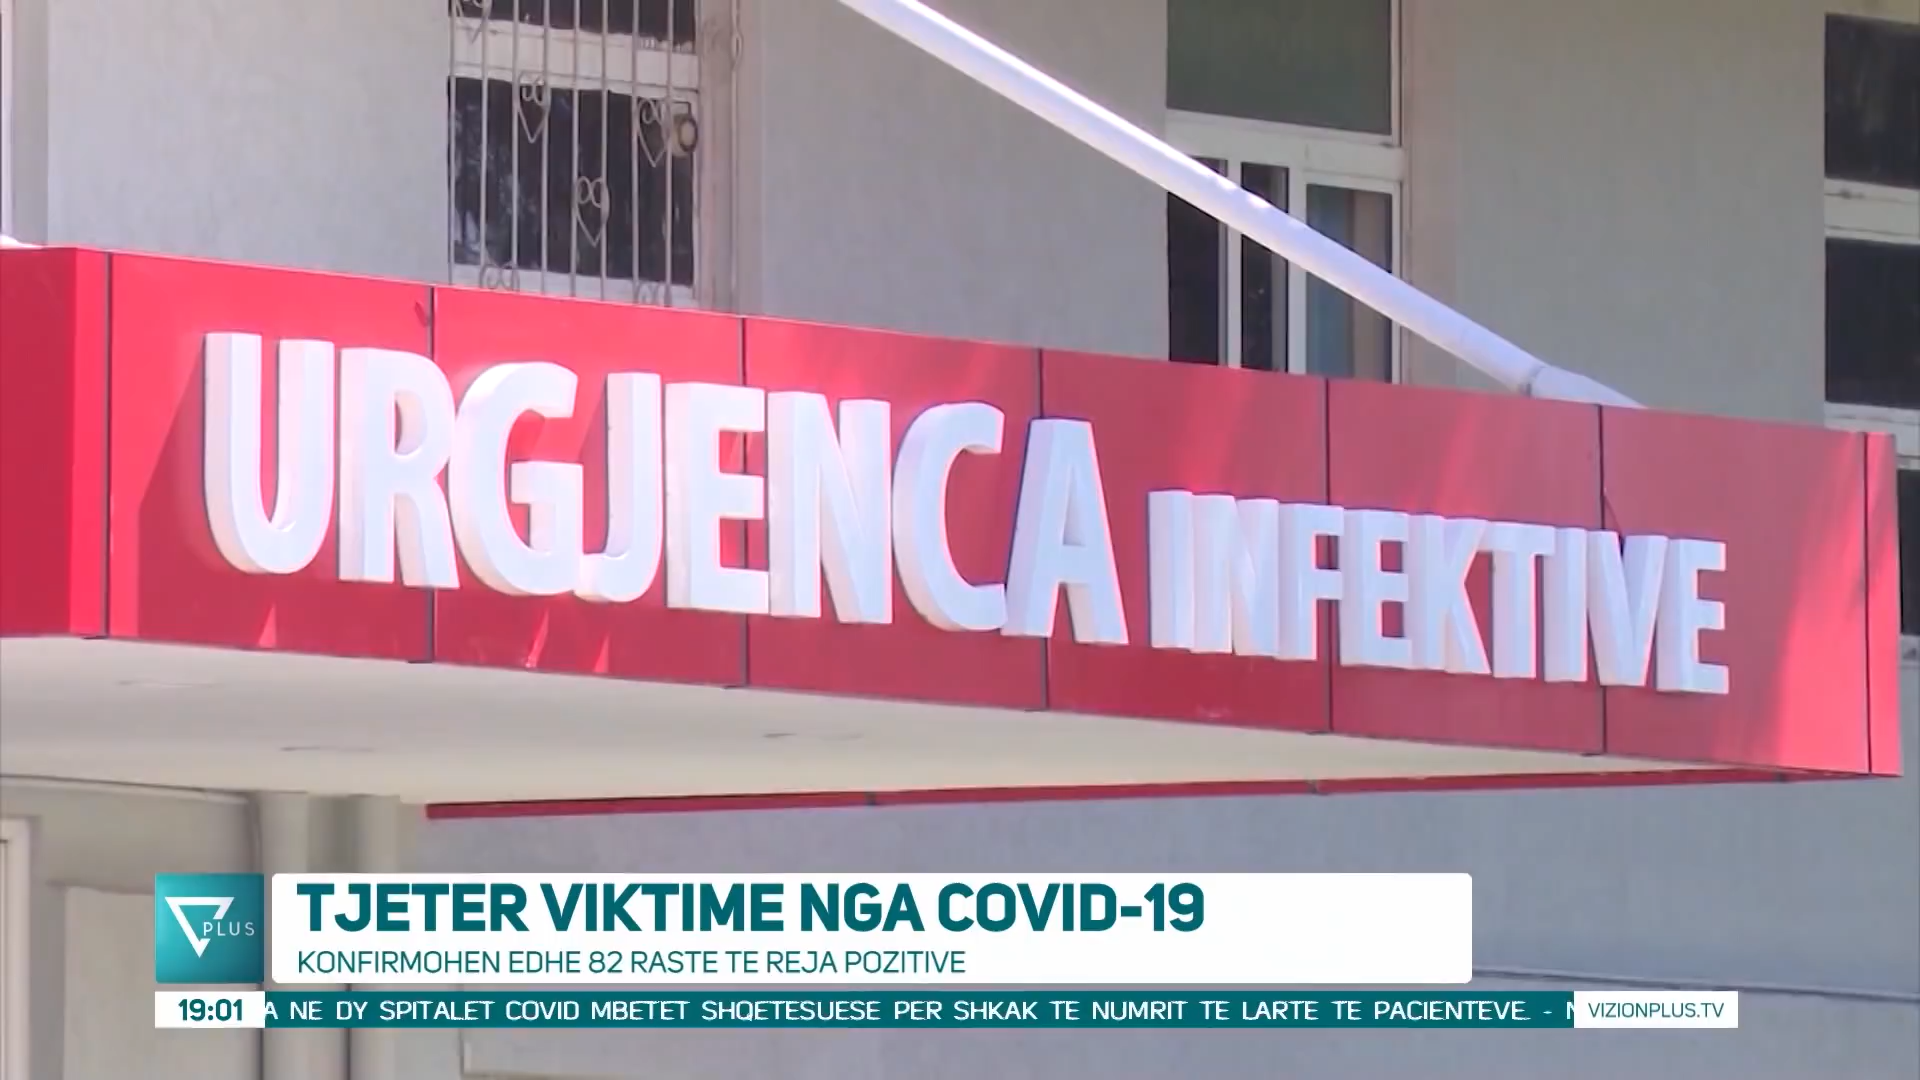 URGJENCA INFEKTIVE
PLUS
TJETER VIKTIME NGA COVID-19
KONFIRMOHEN EDHE 82 RASTE TE REJA POZITIVE
19:01
A NE DY SPITALET COVID MBETET SHQETESUESE PER SHKAK TE NUMRIT TE LARTE TE PACIENTEVE. -
VIZIONPLUS.TV